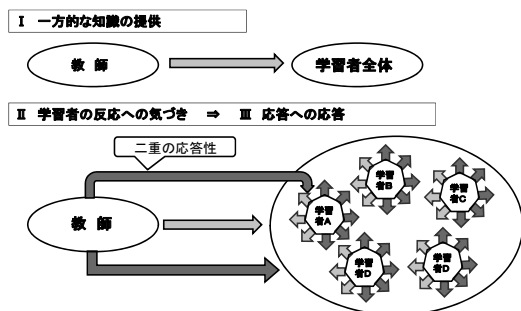 Ⅰ 一方的な知識の提供
教 師
学習者全体
Ⅱ 学習者の反応への気づき ⇒ Ⅲ 応答への応答
二重の応答性
教 師
学習
者A
学習
者B
学習
者C
学習
者D
学習
者D